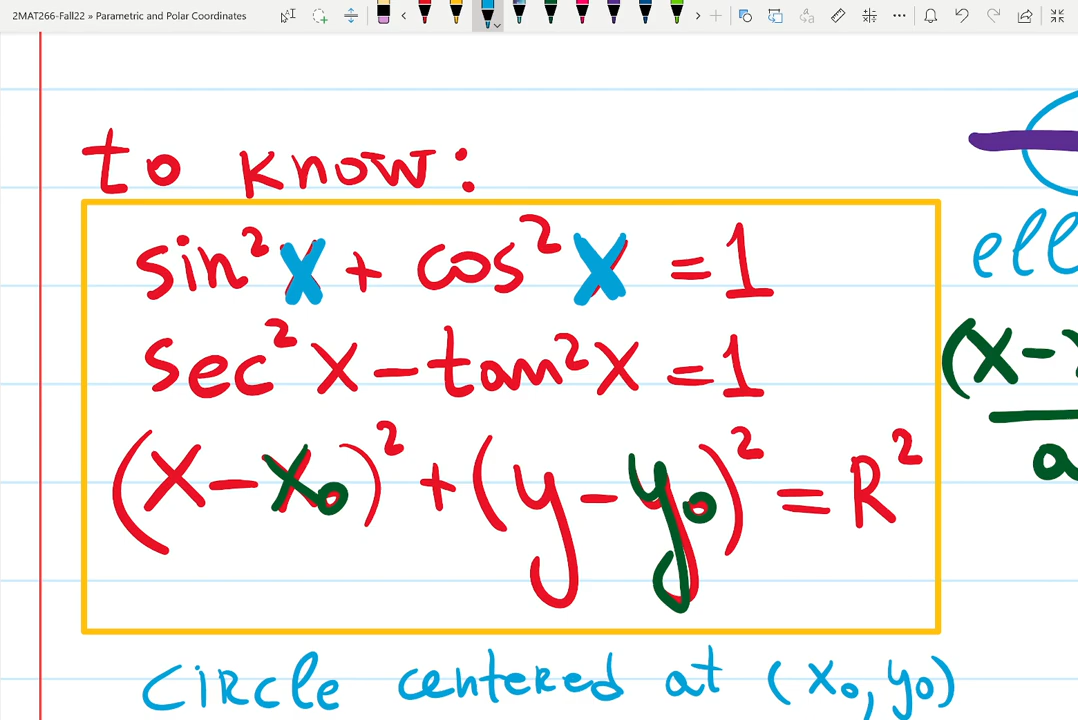 2MAT266-Fall22 » Parametric and Polar Coordinates
to know:
sin²x + cos²x = 1
sec²x - tan²x = 1
(x - x₀)² + (y - y₀)² = R²
circle centered at (x₀, y₀)
ell
(x -
a